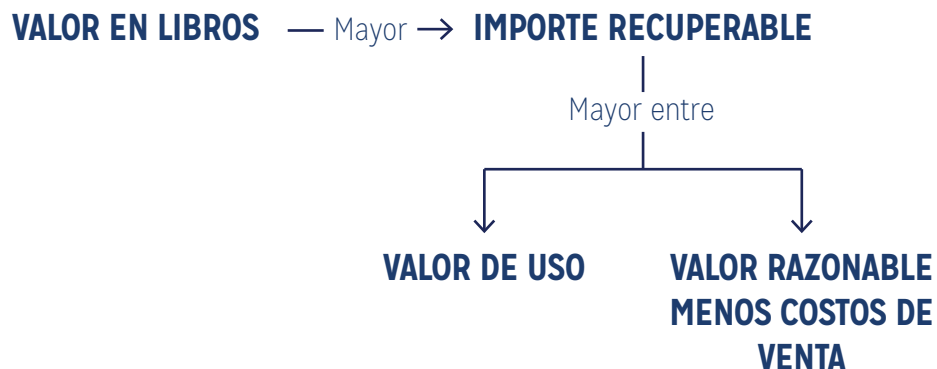 VALOR EN LIBROS Mayor IMPORTE RECUPERABLE
Mayor entre
VALOR DE USO
VALOR RAZONABLE
MENOS COSTOS DE
VENTA